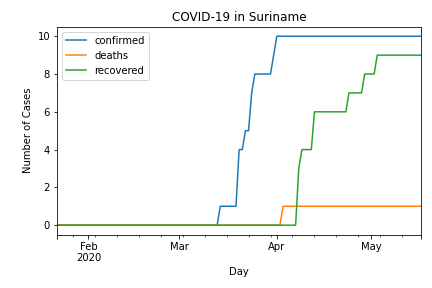 COVID-19 in Suriname
confirmed
deaths
recovered
10
8
6
4
2
0
Number of Cases
Feb
2020
Mar
Apr
May
Day